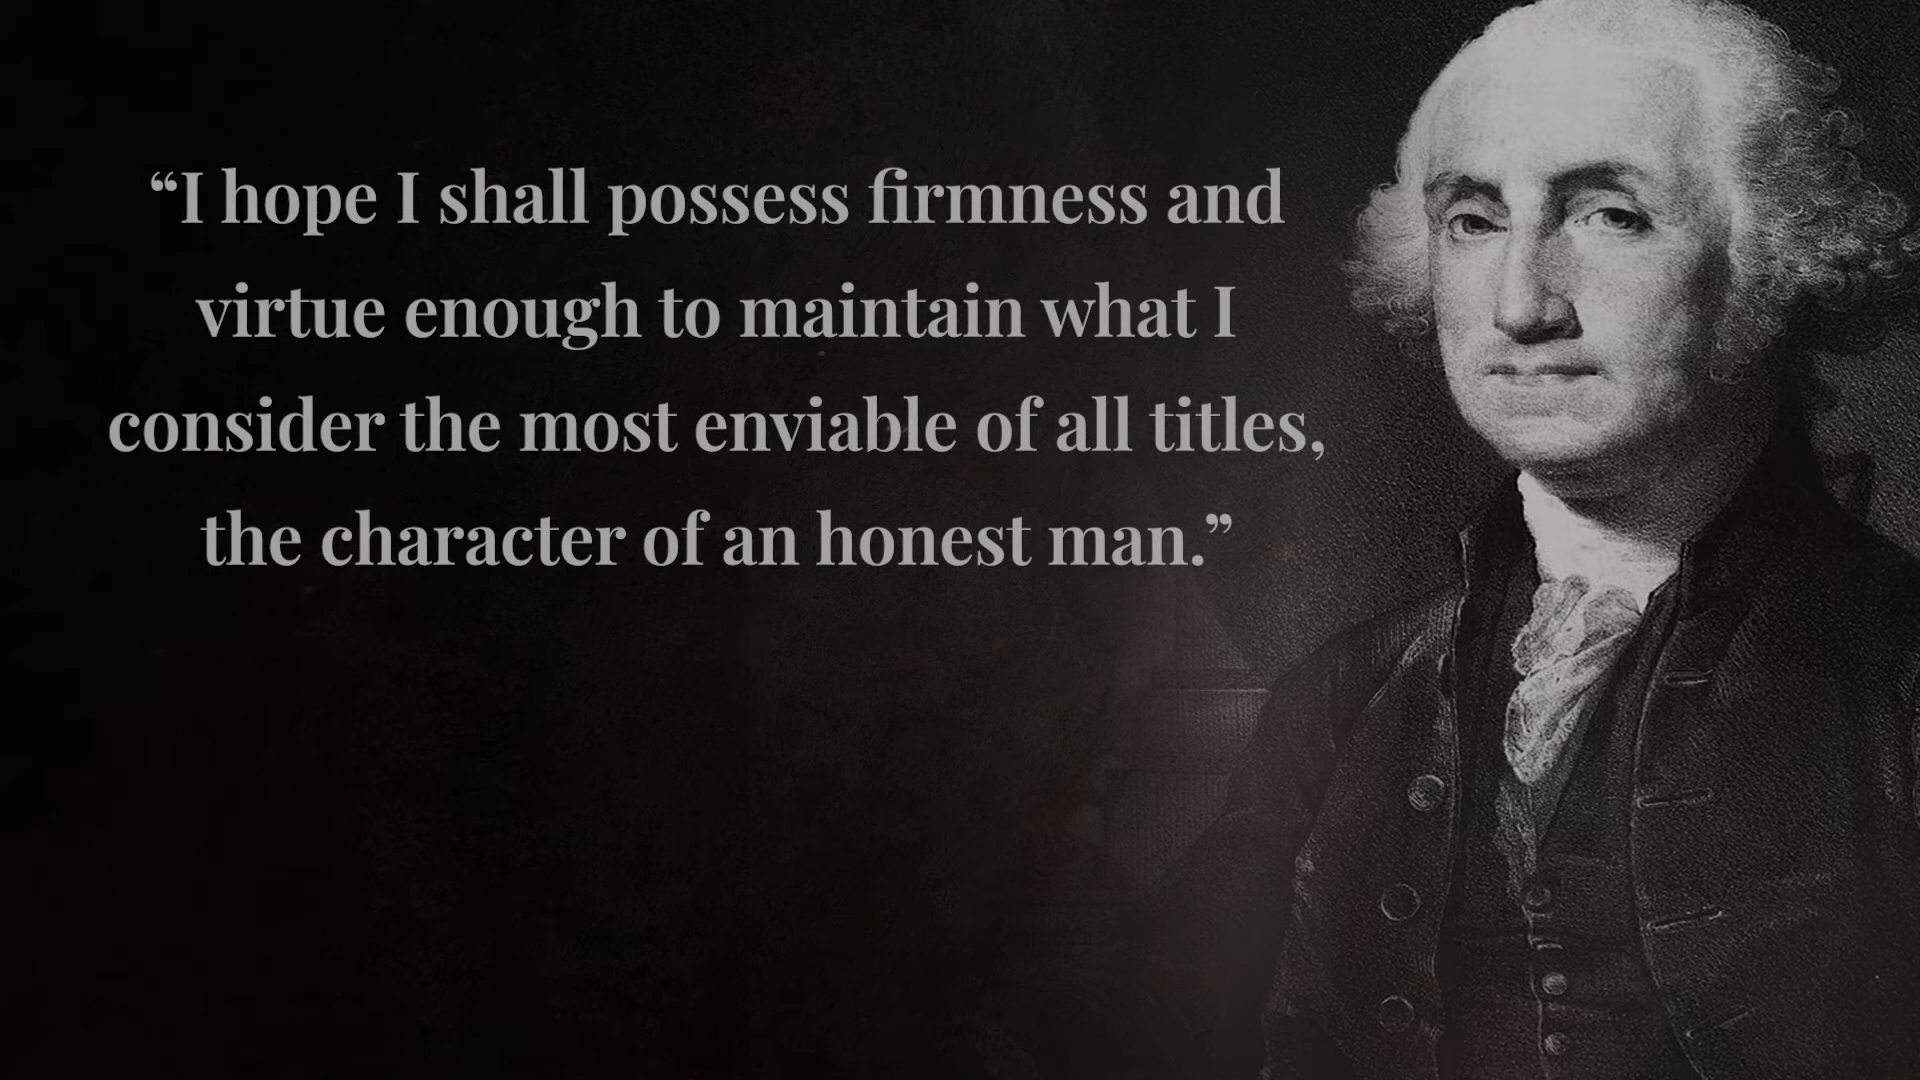 “I hope I shall possess firmness and
virtue enough to maintain what I
consider the most enviable of all titles,
the character of an honest man.”